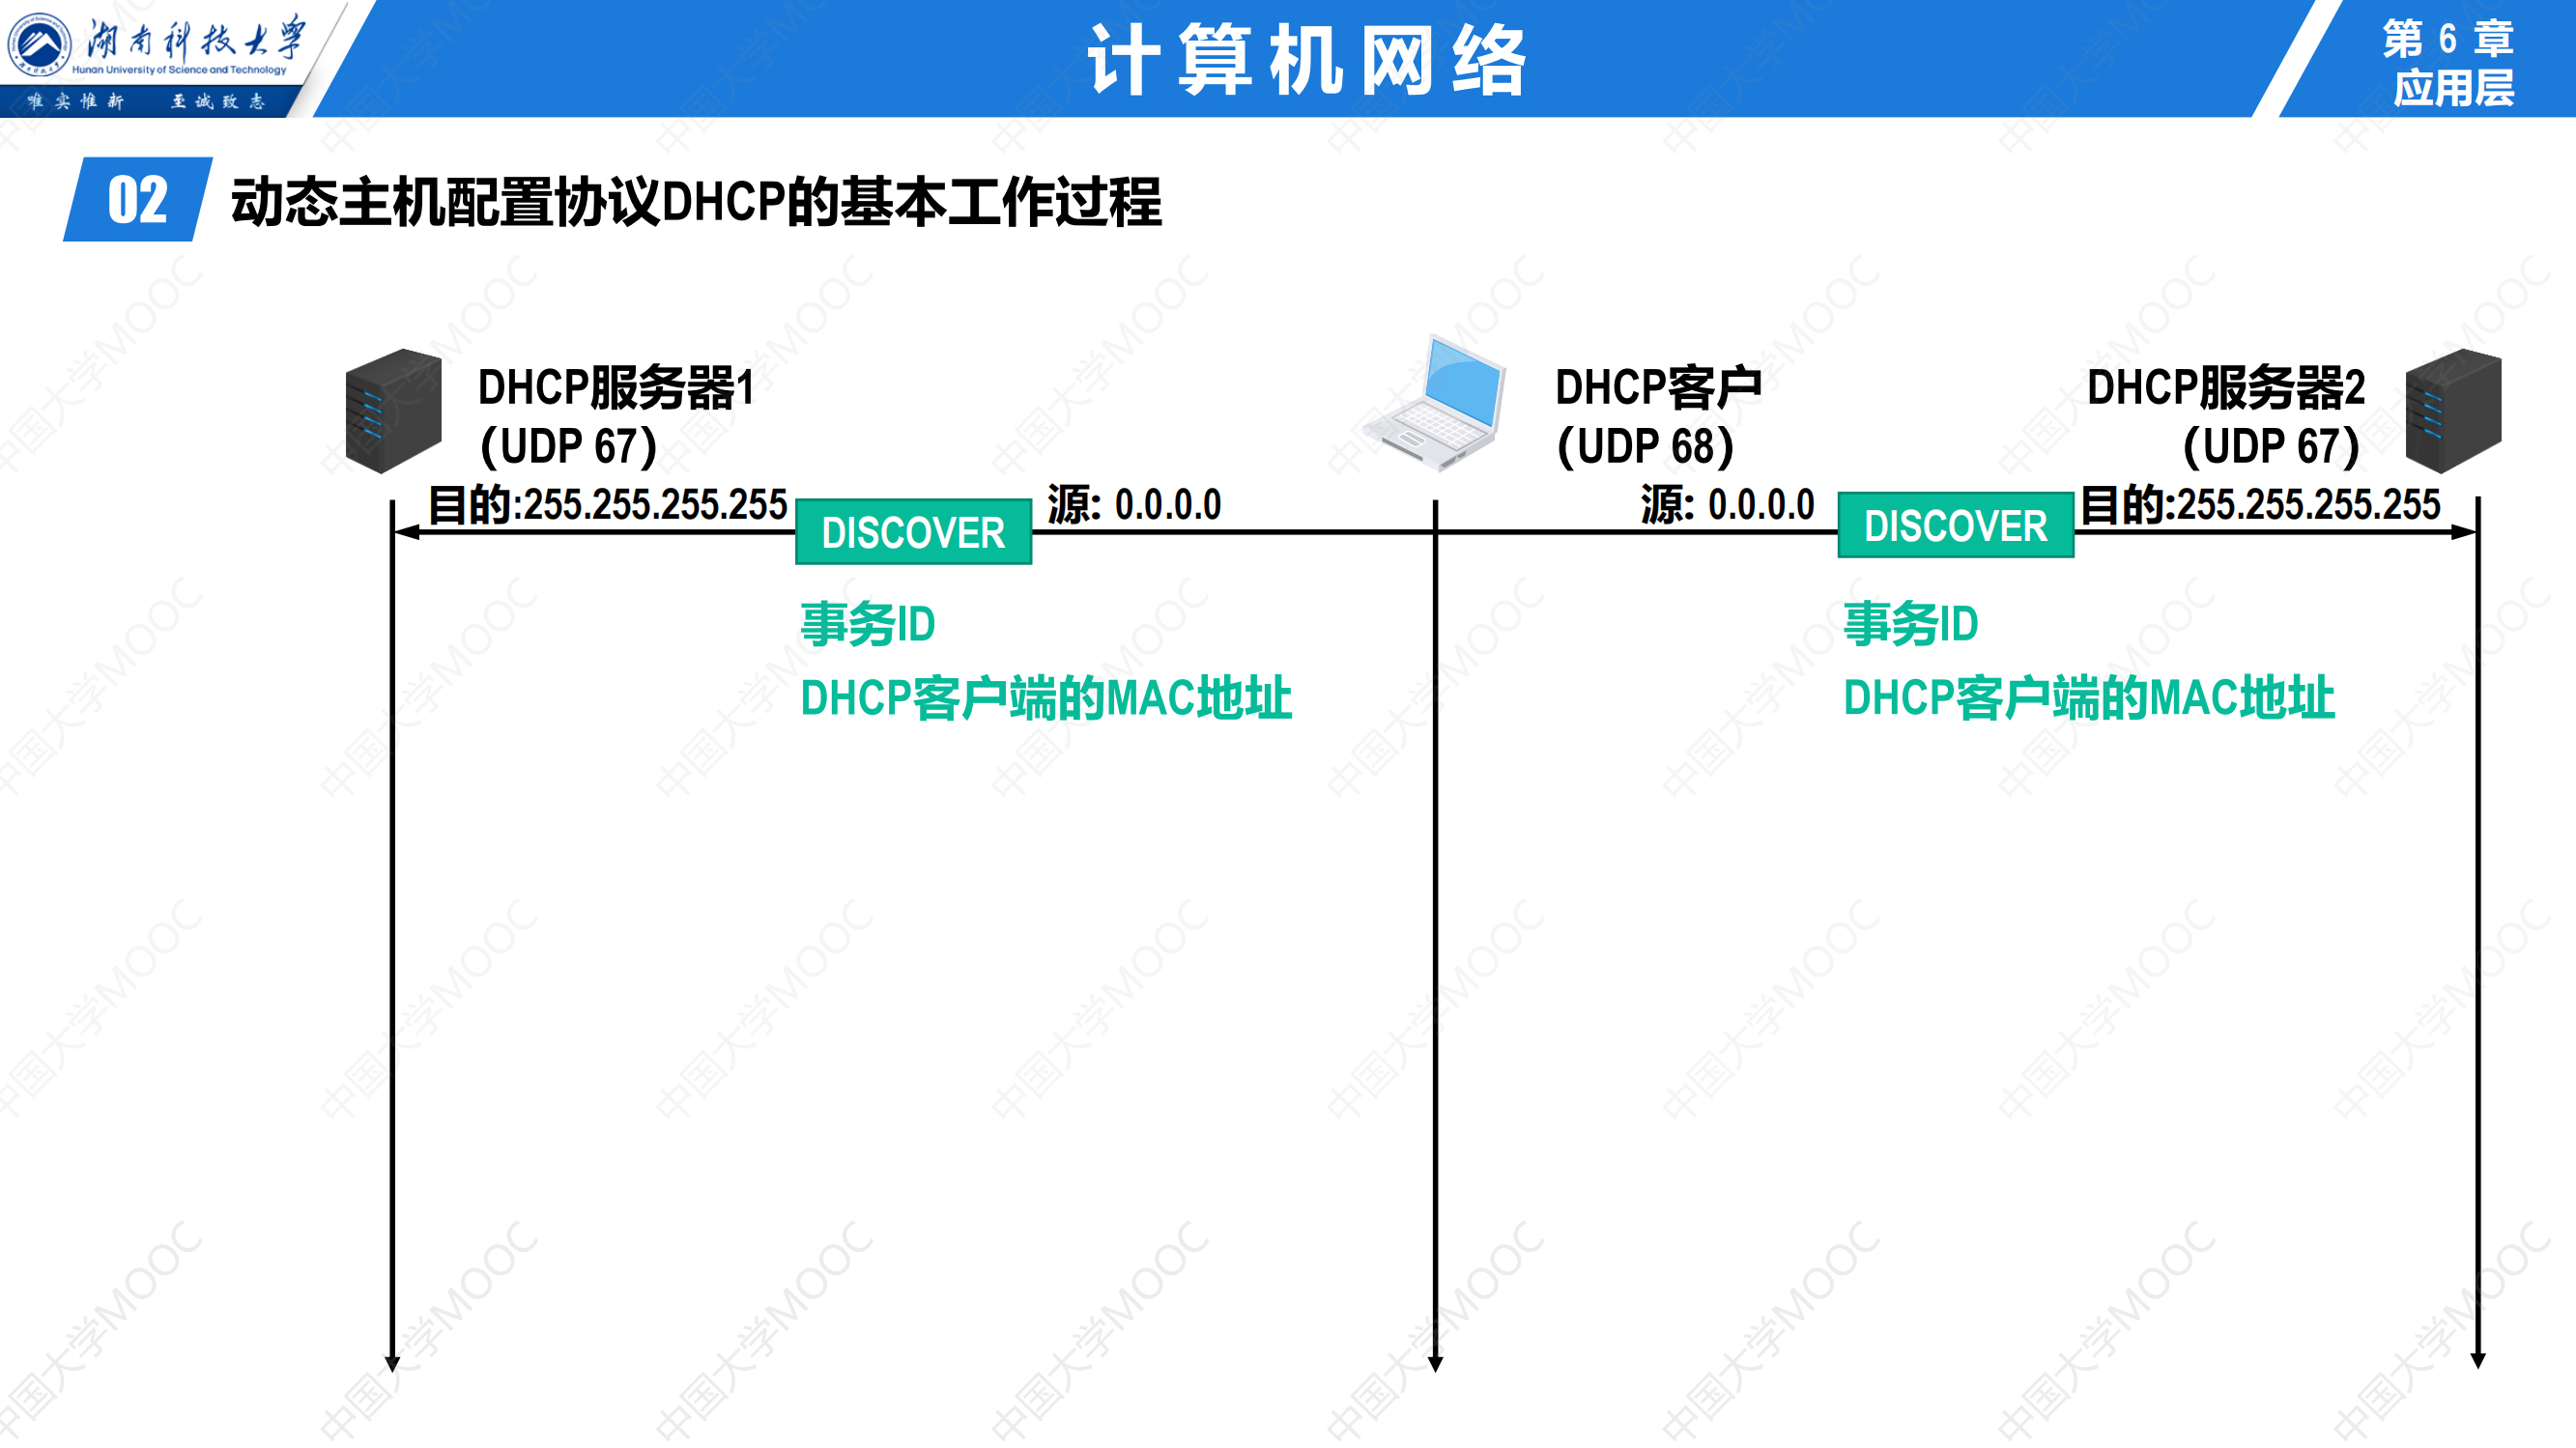 湖南科技大学
Hunan University of Science and Technology
唯实惟新 至诚致志
计算机网络
第 6 章
应用层
02 动态主机配置协议DHCP的基本工作过程
DHCP服务器1
（UDP 67）
DHCP客户
（UDP 68）
DHCP服务器2
（UDP 67）
目的:255.255.255.255 DISCOVER 源: 0.0.0.0
源: 0.0.0.0 DISCOVER 目的:255.255.255.255
事务ID
DHCP客户端的MAC地址
事务ID
DHCP客户端的MAC地址
中国大学MOOC